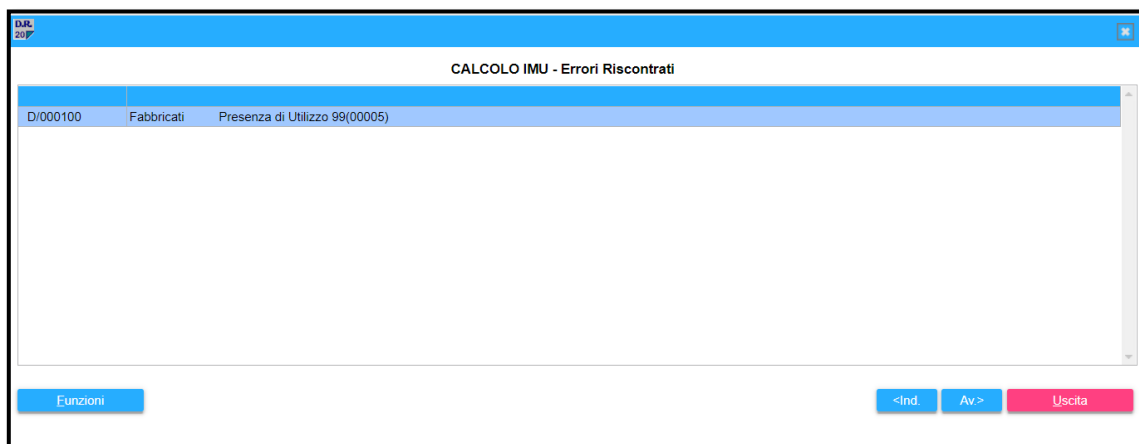 D.R.
20
CALCOLO IMU - Errori Riscontrati
D/000100 Fabbricati Presenza di Utilizzo 99(00005)
Funzioni <Ind. Av.> Uscita